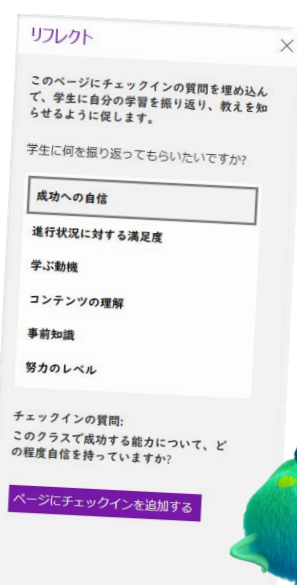 リフレクト
このページにチェックインの質問を埋め込ん
で、学生に自分の学習を振り返り、教えを知
らせるように促します。
学生に何を振り返ってもらいたいですか?
成功への自信
進行状況に対する満足度
学ぶ動機
コンテンツの理解
事前知識
努力のレベル
チェックインの質問:
このクラスで成功する能力について、ど
の程度自信を持っていますか?
ページにチェックインを追加する